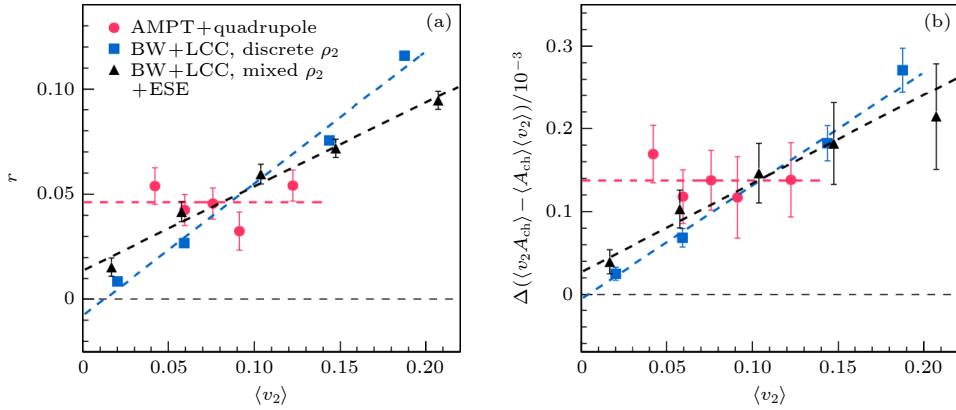 (a)
AMPT+quadrupole
BW+LCC, discrete ρ₂
BW+LCC, mixed ρ₂
+ESE
r
0.10
0.05
0
0
0.05
0.10
0.15
0.20
⟨v₂⟩
(b)
Δ(⟨v₂A_ch⟩ − ⟨A_ch⟩⟨v₂⟩)/10⁻³
0.3
0.2
0.1
0
0
0.05
0.10
0.15
0.20
⟨v₂⟩